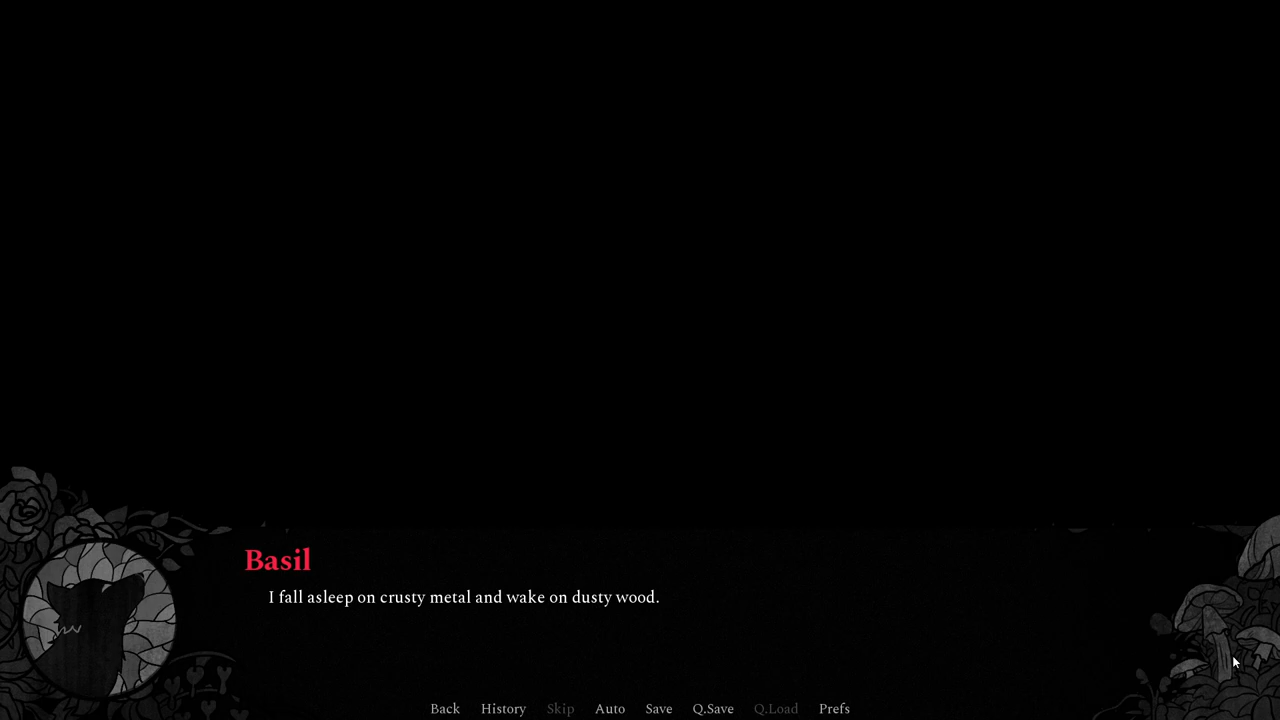 Basil
I fall asleep on crusty metal and wake on dusty wood.
Back History Skip Auto Save Q.Save Q.Load Prefs